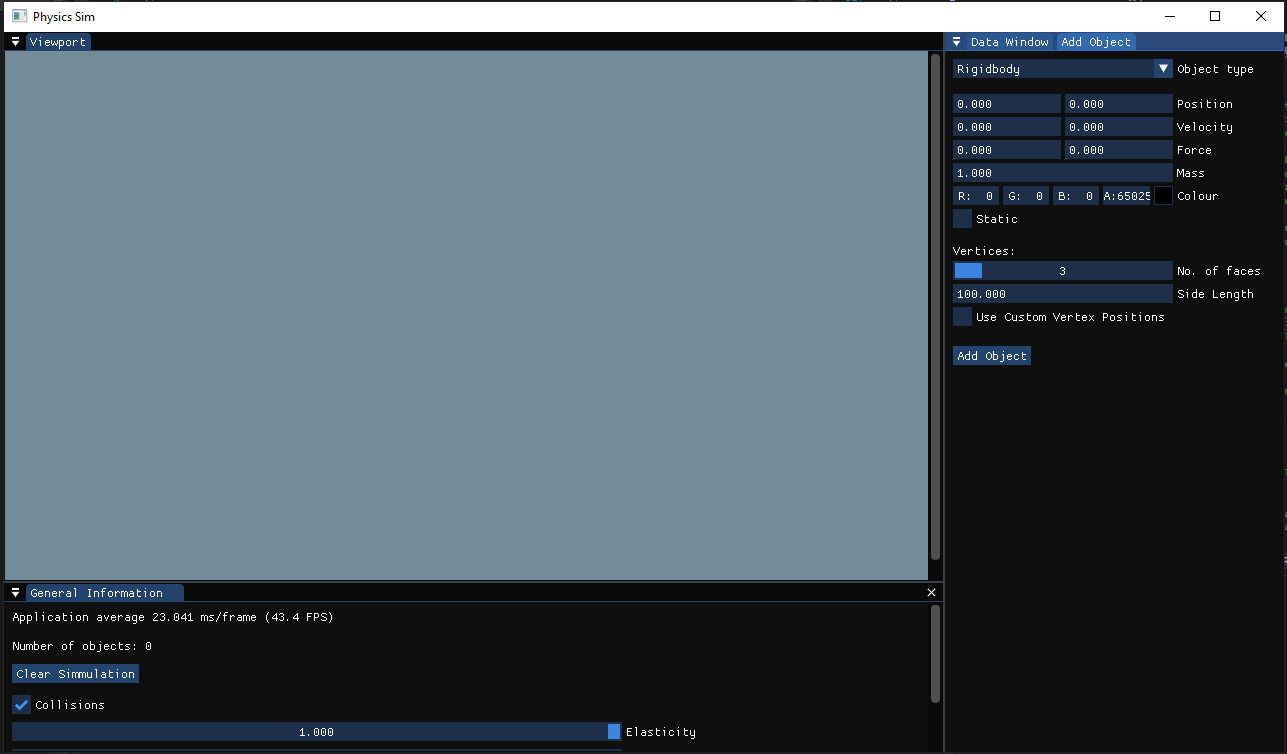 Physics Sim
Viewport
Data Window Add Object
Rigidbody Object type
0.000 0.000 Position
0.000 0.000 Velocity
0.000 0.000 Force
1.000 Mass
R: 0 G: 0 B: 0 A:65025 Colour
Static
Vertices:
3 No. of faces
100.000 Side Length
Use Custom Vertex Positions
Add Object
General Information
Application average 23.041 ms/frame (43.4 FPS)
Number of objects: 0
Clear Simmulation
Collisions
1.000 Elasticity